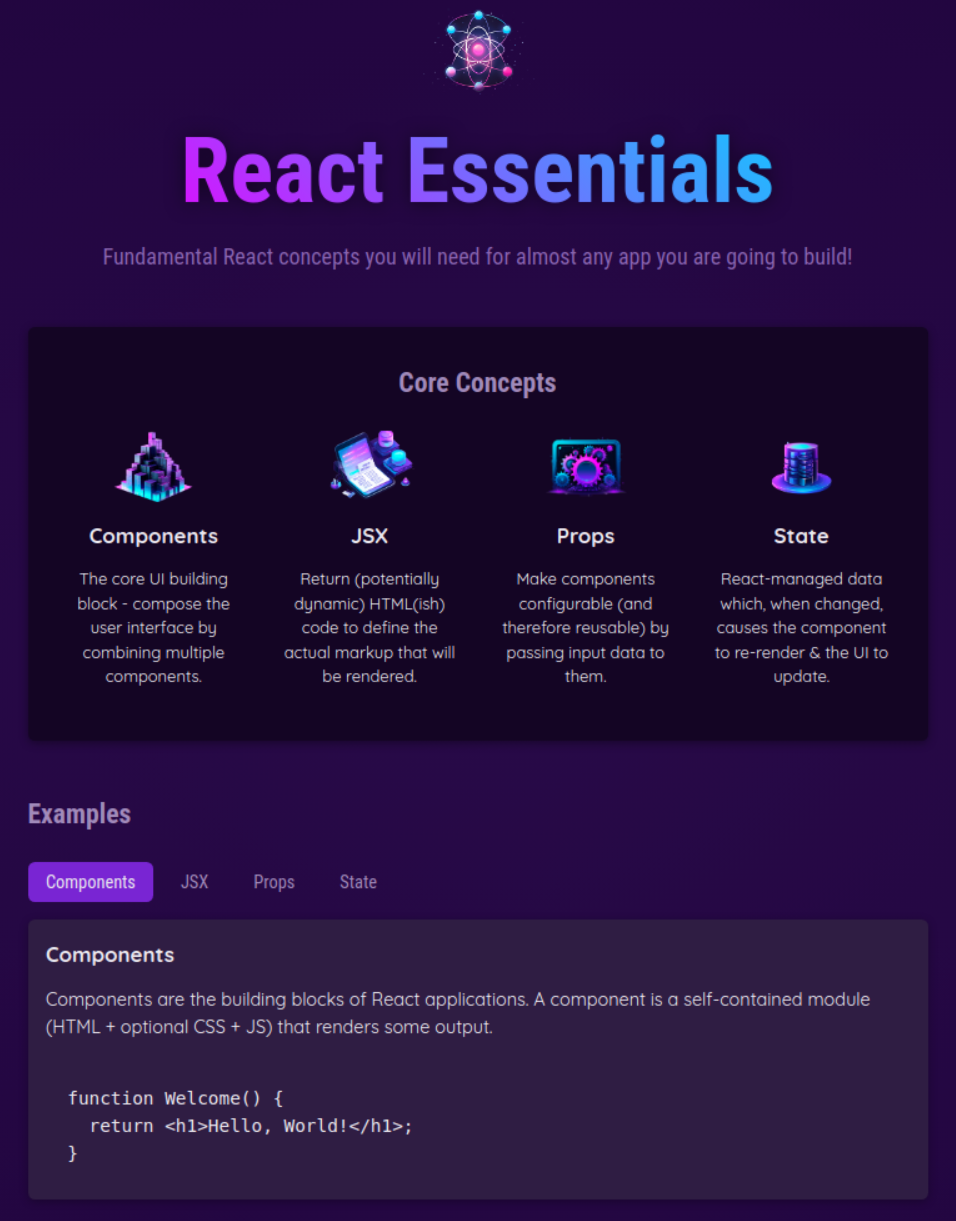 React Essentials
Fundamental React concepts you will need for almost any app you are going to build!
Core Concepts
Components
The core UI building
block - compose the
user interface by
combining multiple
components.
JSX
Return (potentially
dynamic) HTML(ish)
code to define the
actual markup that will
be rendered.
Props
Make components
configurable (and
therefore reusable) by
passing input data to
them.
State
React-managed data
which, when changed,
causes the component
to re-render & the UI to
update.
Examples
Components JSX Props State
Components
Components are the building blocks of React applications. A component is a self-contained module
(HTML + optional CSS + JS) that renders some output.
function Welcome() {
  return <h1>Hello, World!</h1>;
}